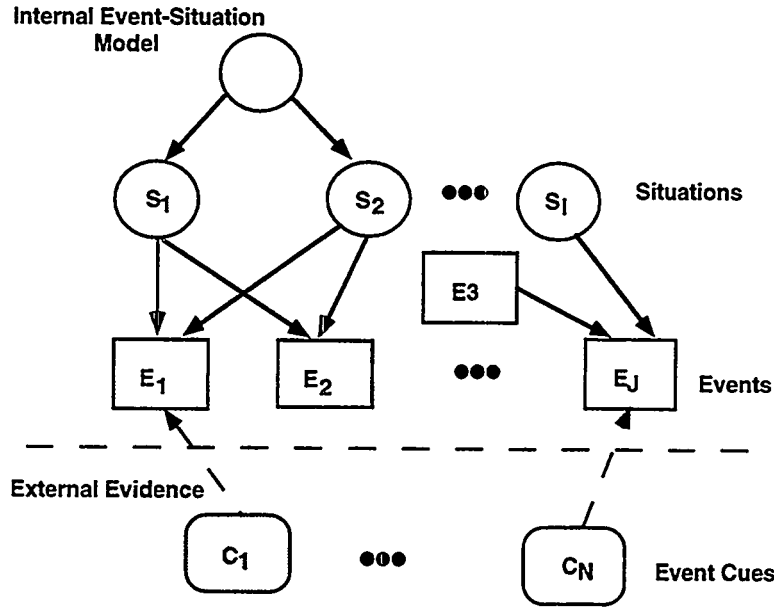 Internal Event-Situation
Model
S1
S2
SI
Situations
E3
E1
E2
EJ
Events
External Evidence
C1
CN
Event Cues